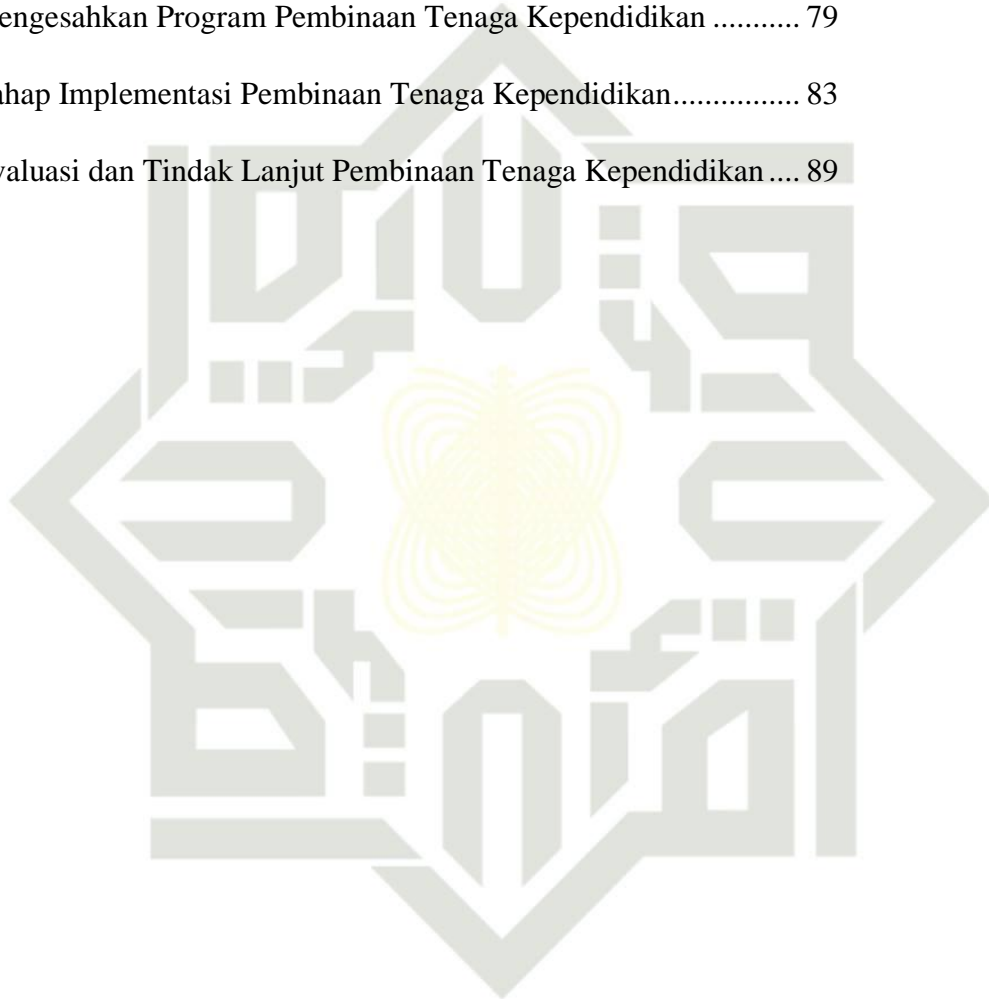 engesahkan Program Pembinaan Tenaga Kependidikan ........... 79
ahap Implementasi Pembinaan Tenaga Kependidikan................ 83
valuasi dan Tindak Lanjut Pembinaan Tenaga Kependidikan .... 89